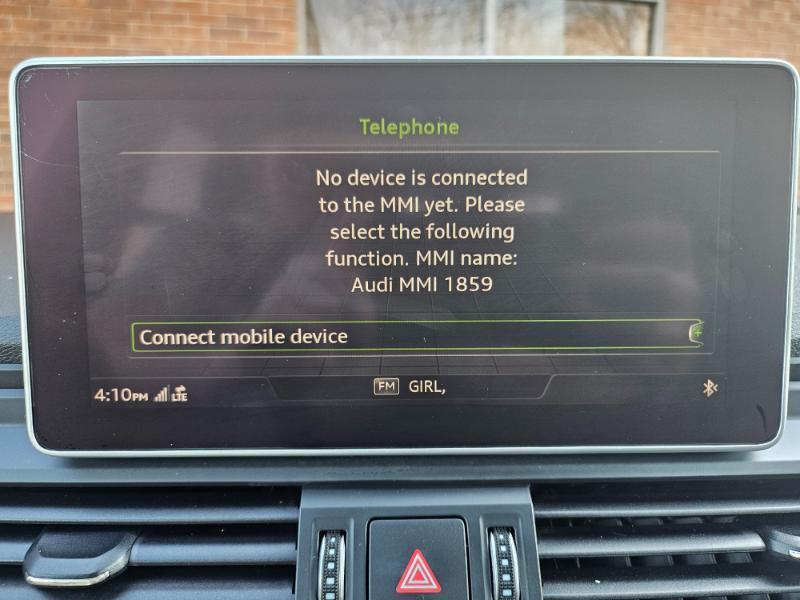 Telephone
No device is connected
to the MMI yet. Please
select the following
function. MMI name:
Audi MMI 1859
Connect mobile device
4:10PM LTE
FM GIRL,